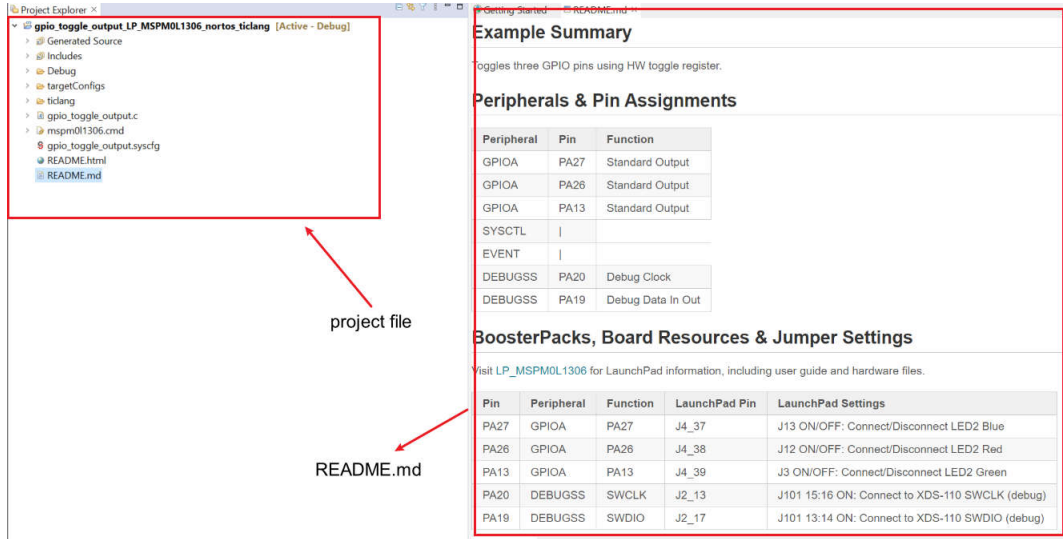 Project Explorer ×
gpio_toggle_output_LP_MSPM0L1306_nortos_ticlang [Active - Debug]
Generated Source
Includes
Debug
targetConfigs
ticlang
gpio_toggle_output.c
mspm0l1306.cmd
gpio_toggle_output.syscfg
README.html
README.md
project file
README.md
Getting Started README.md ×
Example Summary
Toggles three GPIO pins using HW toggle register.
Peripherals & Pin Assignments
Peripheral Pin Function
GPIOA PA27 Standard Output
GPIOA PA26 Standard Output
GPIOA PA13 Standard Output
SYSCTL |
EVENT |
DEBUGSS PA20 Debug Clock
DEBUGSS PA19 Debug Data In Out
BoosterPacks, Board Resources & Jumper Settings
Visit LP_MSPM0L1306 for LaunchPad information, including user guide and hardware files.
Pin Peripheral Function LaunchPad Pin LaunchPad Settings
PA27 GPIOA PA27 J4_37 J13 ON/OFF: Connect/Disconnect LED2 Blue
PA26 GPIOA PA26 J4_38 J12 ON/OFF: Connect/Disconnect LED2 Red
PA13 GPIOA PA13 J4_39 J3 ON/OFF: Connect/Disconnect LED2 Green
PA20 DEBUGSS SWCLK J2_13 J101 15:16 ON: Connect to XDS-110 SWCLK (debug)
PA19 DEBUGSS SWDIO J2_17 J101 13:14 ON: Connect to XDS-110 SWDIO (debug)